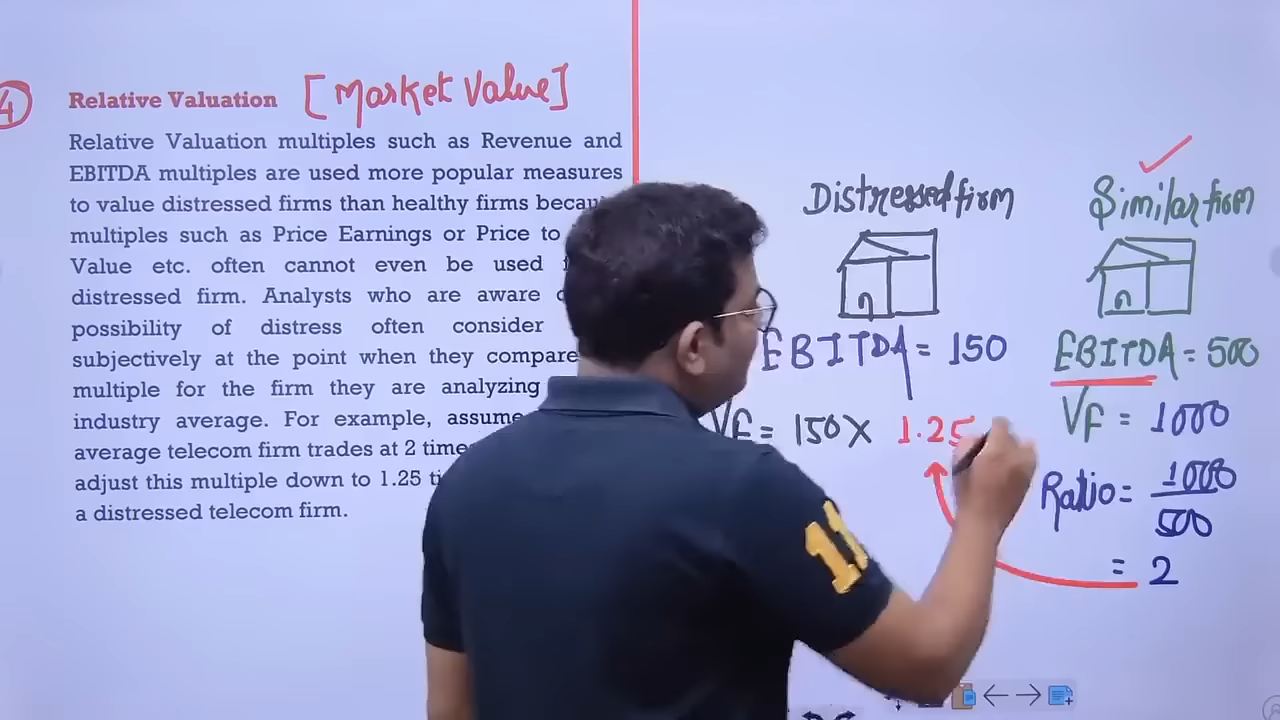 4
Relative Valuation [Market Value]
Relative Valuation multiples such as Revenue and
EBITDA multiples are used more popular measures
to value distressed firms than healthy firms
multiples such as Price Earnings or Price to
Value etc. often cannot even be used
distressed firm. Analysts who are aware
possibility of distress often consider
subjectively at the point when they compare
multiple for the firm they are analyzing
industry average. For example, assume
average telecom firm trades at 2
adjust this multiple down to 1.25
a distressed telecom firm.
Distressed firm
EBITDA = 150
VF = 150 X 1.25
Similar firm
EBITDA = 500
VF = 1000
Ratio = 1000
500
= 2
11